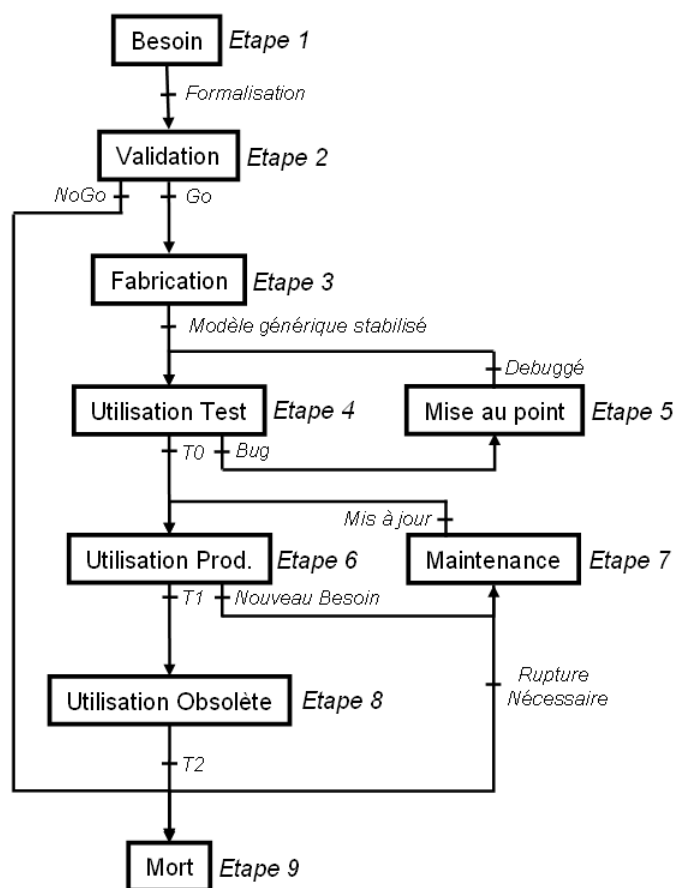 Besoin Etape 1
Formalisation
Validation Etape 2
NoGo Go
Fabrication Etape 3
Modèle générique stabilisé
Debuggé
Utilisation Test Etape 4 Mise au point Etape 5
T0 Bug
Mis à jour
Utilisation Prod. Etape 6 Maintenance Etape 7
T1 Nouveau Besoin
Rupture
Nécessaire
Utilisation Obsolète Etape 8
T2
Mort Etape 9